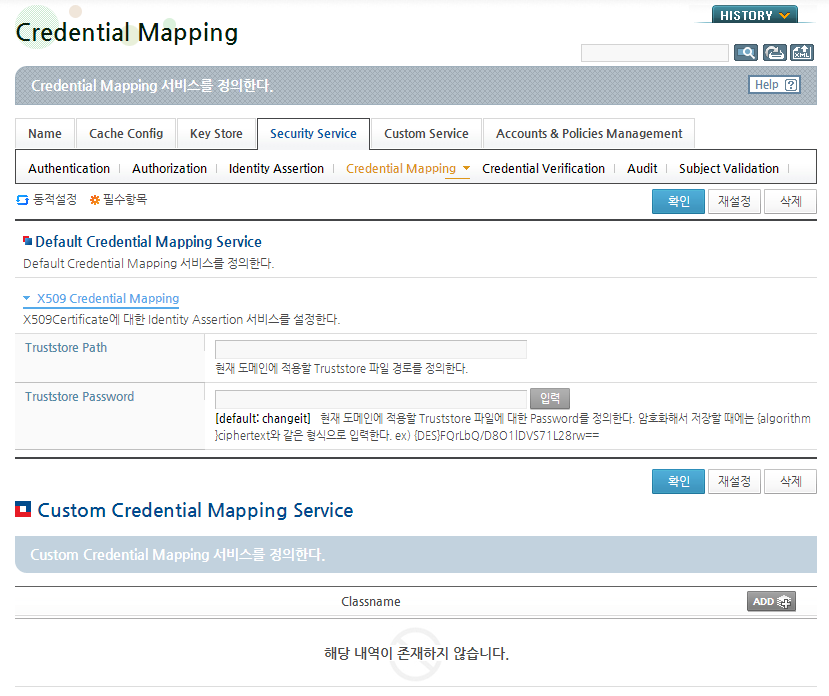 HISTORY
Credential Mapping
XML
Credential Mapping 서비스를 정의한다.
Help ?
Name Cache Config Key Store Security Service Custom Service Accounts & Policies Management
Authentication Authorization Identity Assertion Credential Mapping Credential Verification Audit Subject Validation
동적설정 필수항목 확인 재설정 삭제
Default Credential Mapping Service
Default Credential Mapping 서비스를 정의한다.
X509 Credential Mapping
X509Certificate에 대한 Identity Assertion 서비스를 설정한다.
Truststore Path
현재 도메인에 적용할 Truststore 파일 경로를 정의한다.
Truststore Password 입력
[default: changeit] 현재 도메인에 적용할 Truststore 파일에 대한 Password를 정의한다. 암호화해서 저장할 때에는 {algorithm
}ciphertext와 같은 형식으로 입력한다. ex) {DES}FQrLbQ/D8O1lDVS71L28rw==
확인 재설정 삭제
Custom Credential Mapping Service
Custom Credential Mapping 서비스를 정의한다.
Classname ADD
해당 내역이 존재하지 않습니다.